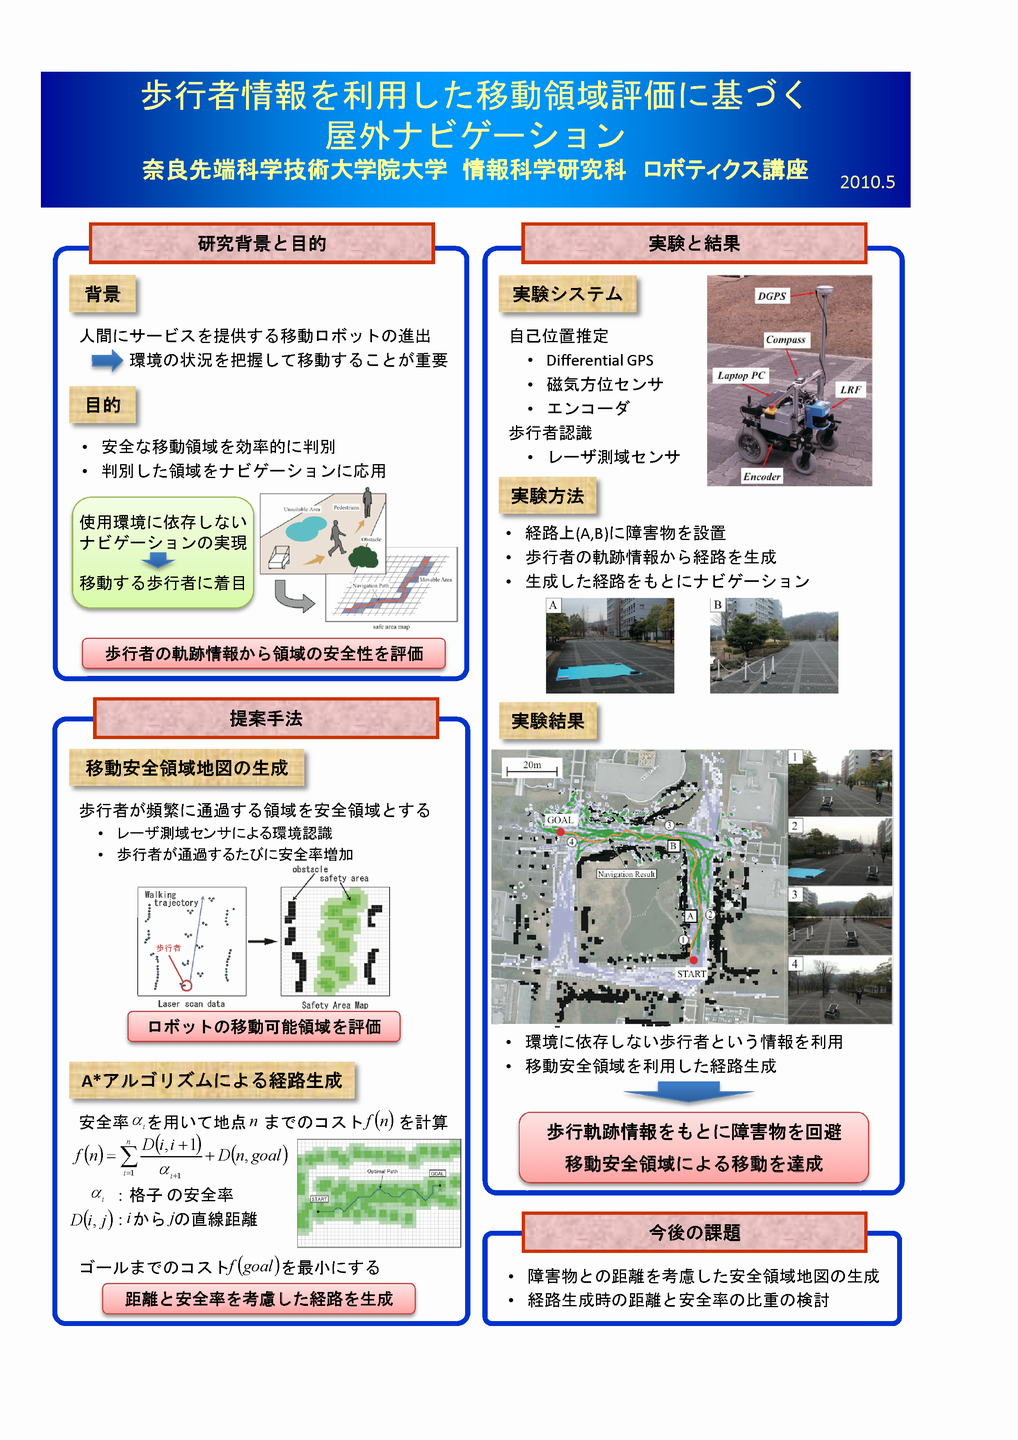 歩行者情報を利用した移動領域評価に基づく
屋外ナビゲーション
奈良先端科学技術大学院大学 情報科学研究科 ロボティクス講座
2010.5
研究背景と目的
背景
人間にサービスを提供する移動ロボットの進出
環境の状況を把握して移動することが重要
目的
• 安全な移動領域を効率的に判別
• 判別した領域をナビゲーションに応用
使用環境に依存しない
ナビゲーションの実現
移動する歩行者に着目
Unsuitable Area
Pedestrians
Obstacle
Navigation Path
Movable Area
safe area map
歩行者の軌跡情報から領域の安全性を評価
提案手法
移動安全領域地図の生成
歩行者が頻繁に通過する領域を安全領域とする
• レーザ測域センサによる環境認識
• 歩行者が通過するたびに安全率増加
Walking
trajectory
歩行者
Laser scan data
obstacle
safety area
Safety Area Map
ロボットの移動可能領域を評価
A*アルゴリズムによる経路生成
安全率 αi を用いて地点 n までのコスト f(n) を計算
f(n) = Σ_{i=1}^{n} D(i, i+1) / α_{i+1} + D(n, goal)
αi : 格子の安全率
D(i, j) : iからjの直線距離
Optimal Path
START
GOAL
ゴールまでのコストf(goal)を最小にする
距離と安全率を考慮した経路を生成
実験と結果
実験システム
自己位置推定
• Differential GPS
• 磁気方位センサ
• エンコーダ
歩行者認識
• レーザ測域センサ
DGPS
Compass
Laptop PC
LRF
Encoder
実験方法
• 経路上(A,B)に障害物を設置
• 歩行者の軌跡情報から経路を生成
• 生成した経路をもとにナビゲーション
A
B
実験結果
20m
GOAL
③
④
B
Navigation Result
A
②
①
START
1
2
3
4
• 環境に依存しない歩行者という情報を利用
• 移動安全領域を利用した経路生成
歩行軌跡情報をもとに障害物を回避
移動安全領域による移動を達成
今後の課題
• 障害物との距離を考慮した安全領域地図の生成
• 経路生成時の距離と安全率の比重の検討